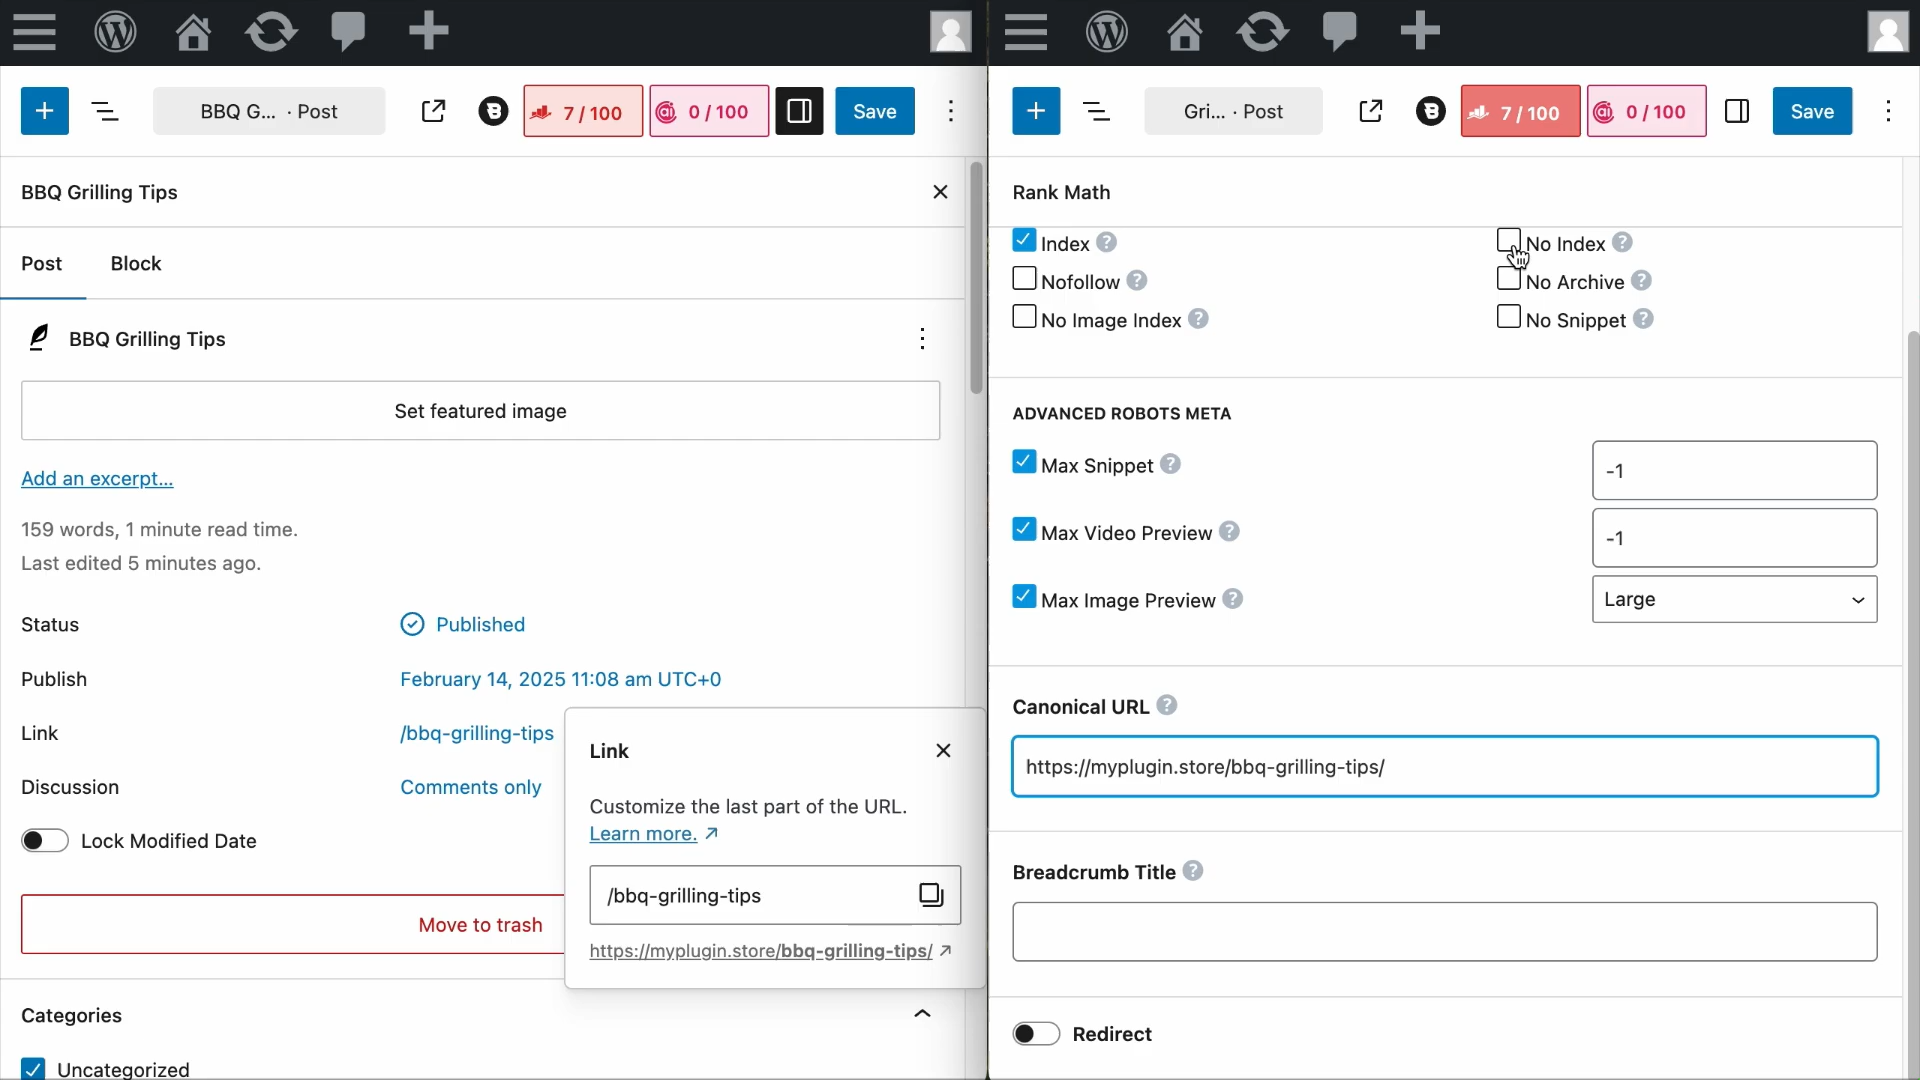 BBQ G... · Post
7 / 100
0 / 100
Save
BBQ Grilling Tips
Post
Block
BBQ Grilling Tips
Set featured image
Add an excerpt...
159 words, 1 minute read time.
Last edited 5 minutes ago.
Status
Published
Publish
February 14, 2025 11:08 am UTC+0
Link
/bbq-grilling-tips
Discussion
Comments only
Lock Modified Date
Move to trash
Categories
Uncategorized
Link
Customize the last part of the URL.
Learn more. ↗
/bbq-grilling-tips
https://myplugin.store/bbq-grilling-tips/ ↗
Gri... · Post
7 / 100
0 / 100
Save
Rank Math
Index
No Index
Nofollow
No Archive
No Image Index
No Snippet
ADVANCED ROBOTS META
Max Snippet
-1
Max Video Preview
-1
Max Image Preview
Large
Canonical URL
https://myplugin.store/bbq-grilling-tips/
Breadcrumb Title
Redirect